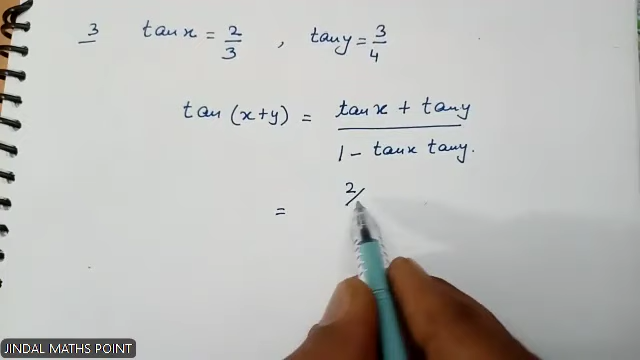 3 tan x = 2/3 , tan y = 3/4
tan (x+y) = (tan x + tan y)/(1 - tan x tan y).
= 2/
JINDAL MATHS POINT